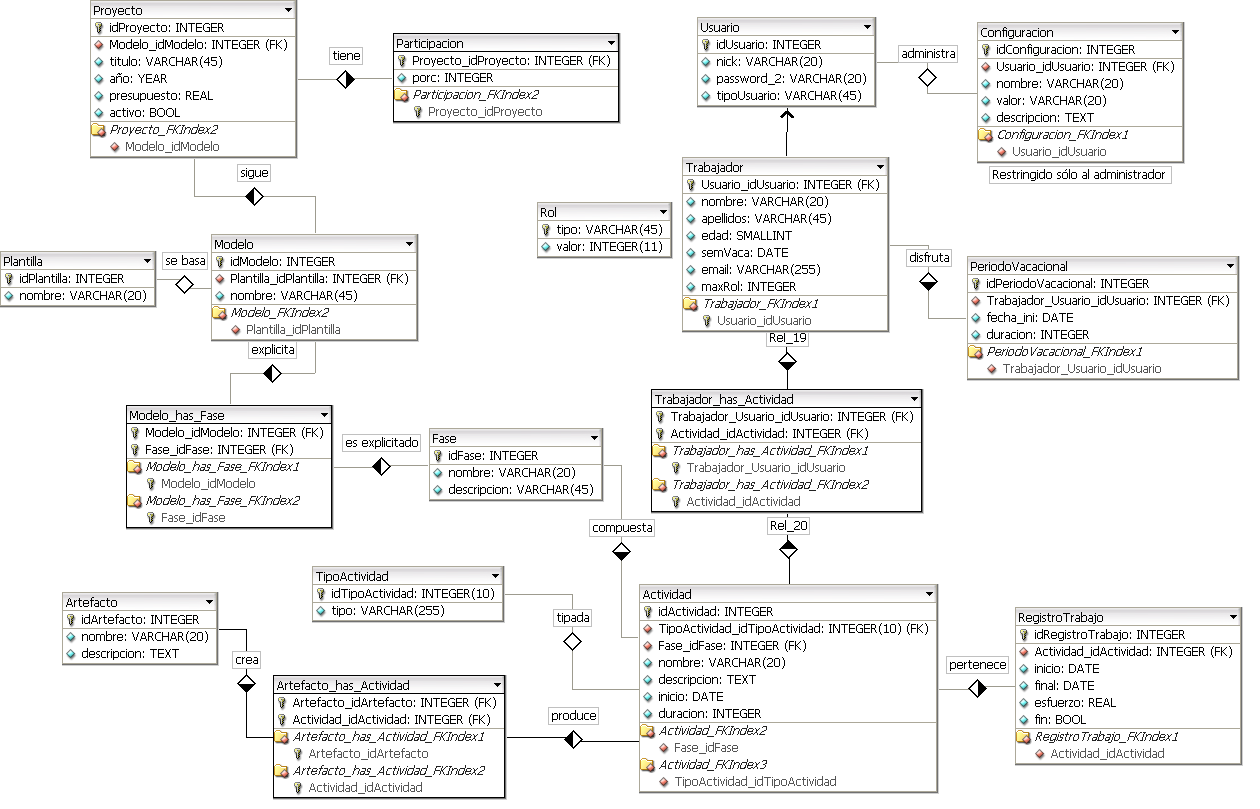 Proyecto
idProyecto: INTEGER
Modelo_idModelo: INTEGER (FK)
titulo: VARCHAR(45)
año: YEAR
presupuesto: REAL
activo: BOOL
Proyecto_FKIndex2
Modelo_idModelo
tiene
Participacion
Proyecto_idProyecto: INTEGER (FK)
porc: INTEGER
Participacion_FKIndex2
Proyecto_idProyecto
Usuario
idUsuario: INTEGER
nick: VARCHAR(20)
password_2: VARCHAR(20)
tipoUsuario: VARCHAR(45)
administra
Configuracion
idConfiguracion: INTEGER
Usuario_idUsuario: INTEGER (FK)
nombre: VARCHAR(20)
valor: VARCHAR(20)
descripcion: TEXT
Configuracion_FKIndex1
Usuario_idUsuario
Restringido sólo al administrador
sigue
Trabajador
Usuario_idUsuario: INTEGER (FK)
nombre: VARCHAR(20)
apellidos: VARCHAR(45)
edad: SMALLINT
semVaca: DATE
email: VARCHAR(255)
maxRol: INTEGER
Trabajador_FKIndex1
Usuario_idUsuario
Rol
tipo: VARCHAR(45)
valor: INTEGER(11)
disfruta
PeriodoVacacional
idPeriodoVacacional: INTEGER
Trabajador_Usuario_idUsuario: INTEGER (FK)
fecha_ini: DATE
duracion: INTEGER
PeriodoVacacional_FKIndex1
Trabajador_Usuario_idUsuario
Plantilla
idPlantilla: INTEGER
nombre: VARCHAR(20)
se basa
Modelo
idModelo: INTEGER
Plantilla_idPlantilla: INTEGER (FK)
nombre: VARCHAR(45)
Modelo_FKIndex2
Plantilla_idPlantilla
explicita
Rel_19
Trabajador_has_Actividad
Trabajador_Usuario_idUsuario: INTEGER (FK)
Actividad_idActividad: INTEGER (FK)
Trabajador_has_Actividad_FKIndex1
Trabajador_Usuario_idUsuario
Trabajador_has_Actividad_FKIndex2
Actividad_idActividad
Rel_20
Modelo_has_Fase
Modelo_idModelo: INTEGER (FK)
Fase_idFase: INTEGER (FK)
Modelo_has_Fase_FKIndex1
Modelo_idModelo
Modelo_has_Fase_FKIndex2
Fase_idFase
es explicitado
Fase
idFase: INTEGER
nombre: VARCHAR(20)
descripcion: VARCHAR(45)
compuesta
TipoActividad
idTipoActividad: INTEGER(10)
tipo: VARCHAR(255)
tipada
Artefacto
idArtefacto: INTEGER
nombre: VARCHAR(20)
descripcion: TEXT
crea
Artefacto_has_Actividad
Artefacto_idArtefacto: INTEGER (FK)
Actividad_idActividad: INTEGER (FK)
Artefacto_has_Actividad_FKIndex1
Artefacto_idArtefacto
Artefacto_has_Actividad_FKIndex2
Actividad_idActividad
produce
Actividad
idActividad: INTEGER
TipoActividad_idTipoActividad: INTEGER(10) (FK)
Fase_idFase: INTEGER (FK)
nombre: VARCHAR(20)
descripcion: TEXT
inicio: DATE
duracion: INTEGER
Actividad_FKIndex2
Fase_idFase
Actividad_FKIndex3
TipoActividad_idTipoActividad
pertenece
RegistroTrabajo
idRegistroTrabajo: INTEGER
Actividad_idActividad: INTEGER (FK)
inicio: DATE
final: DATE
esfuerzo: REAL
fin: BOOL
RegistroTrabajo_FKIndex1
Actividad_idActividad